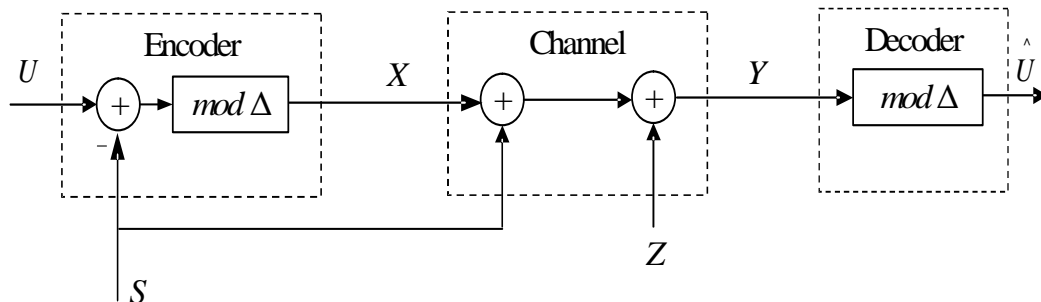 Encoder
Channel
Decoder
U
+
mod Δ
X
+
+
Y
mod Δ
^
U
−
Z
S